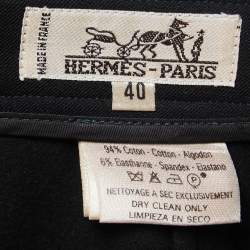 MADE IN FRANCE
HERMÈS-PARIS
40
94% Coton - Cotton - Algodon
6% Elasthanne - Spandex - Elastano
NETTOYAGE A SEC EXCLUSIVEMENT
DRY CLEAN ONLY
LIMPIEZA EN SECO